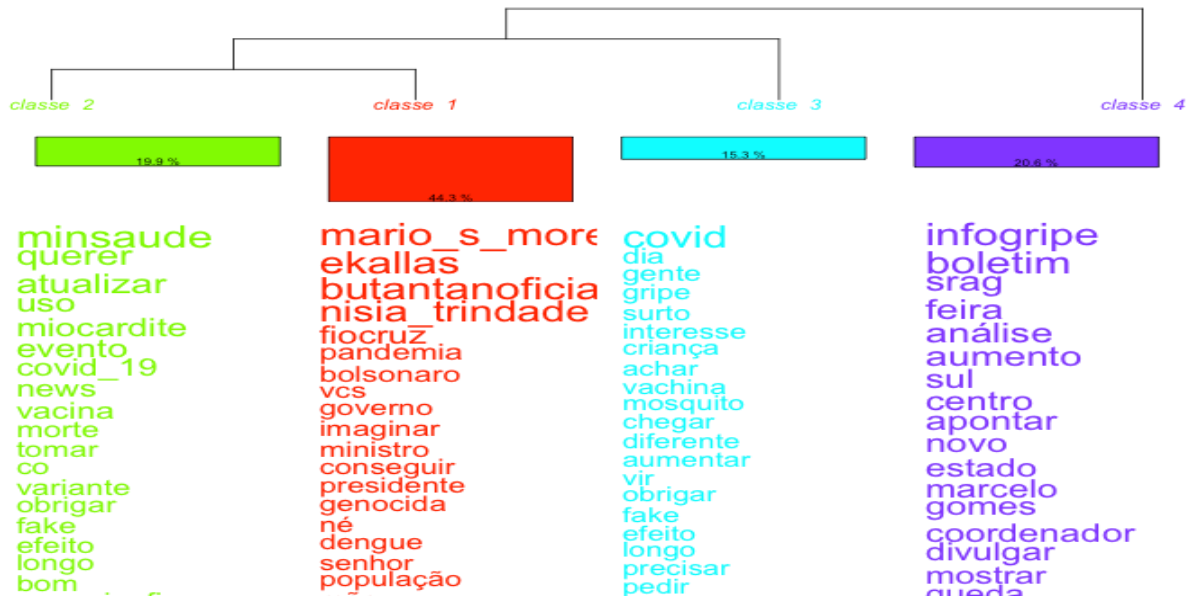 classe 2
classe 1
classe 3
classe 4
19.9 %
44.3 %
15.3 %
20.6 %
minsaude
querer
atualizar
uso
miocardite
evento
covid_19
news
vacina
morte
tomar
co
variante
obrigar
fake
efeito
longo
bom
mario_s_more
ekallas
butantanoficia
nisia_trindade
fiocruz
pandemia
bolsonaro
vcs
governo
imaginar
ministro
conseguir
presidente
genocida
né
dengue
senhor
população
covid
dia
gente
gripe
surto
interesse
criança
achar
vachina
mosquito
chegar
diferente
aumentar
vir
obrigar
fake
efeito
longo
precisar
pedir
infogripe
boletim
srag
feira
análise
aumento
sul
centro
apontar
novo
estado
marcelo
gomes
coordenador
divulgar
mostrar
queda